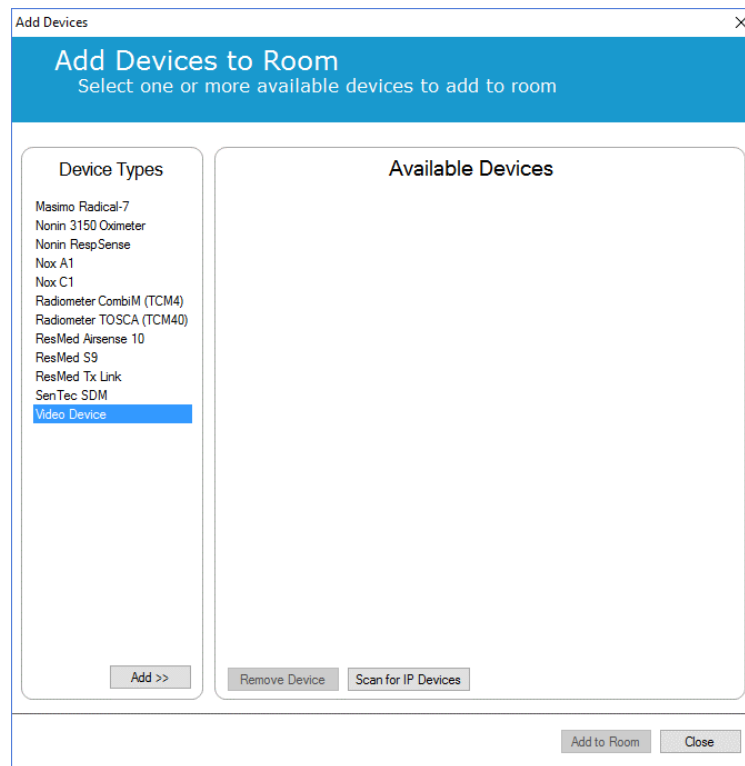 Add Devices
Add Devices to Room
Select one or more available devices to add to room
Device Types
Masimo Radical-7
Nonin 3150 Oximeter
Nonin RespSense
Nox A1
Nox C1
Radiometer CombiM (TCM4)
Radiometer TOSCA (TCM40)
ResMed Airsense 10
ResMed S9
ResMed Tx Link
SenTec SDM
Video Device
Add >>
Available Devices
Remove Device
Scan for IP Devices
Add to Room
Close